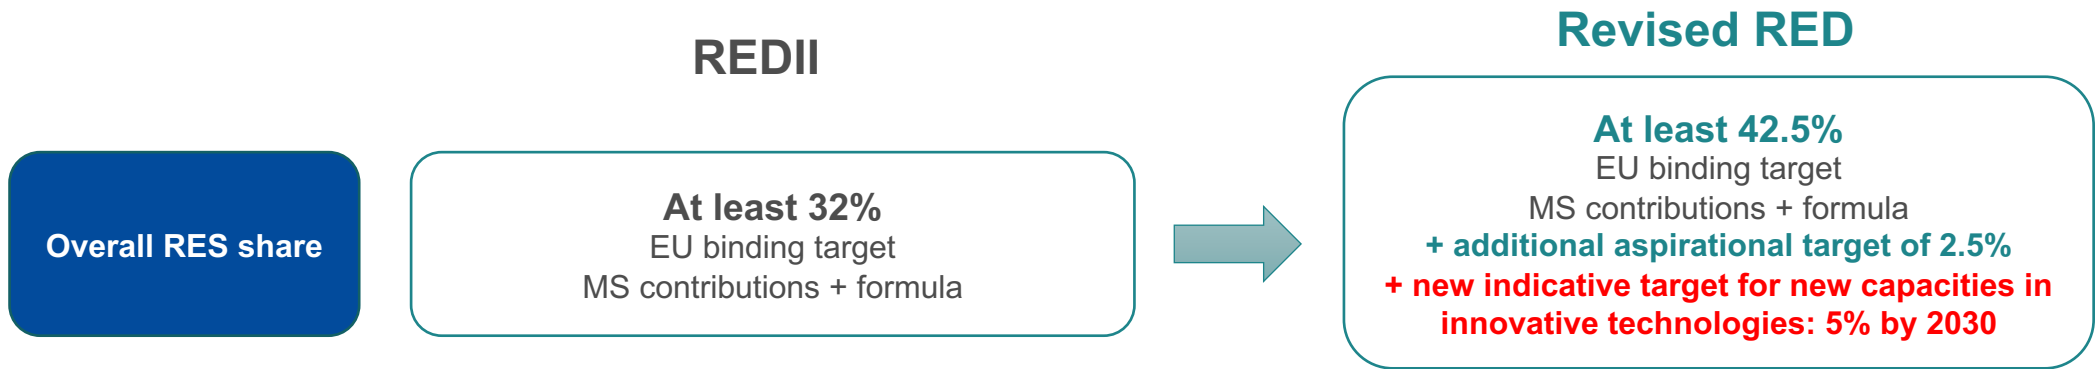 REDII
Revised RED
Overall RES share
At least 32%
EU binding target
MS contributions + formula
At least 42.5%
EU binding target
MS contributions + formula
+ additional aspirational target of 2.5%
+ new indicative target for new capacities in
innovative technologies: 5% by 2030